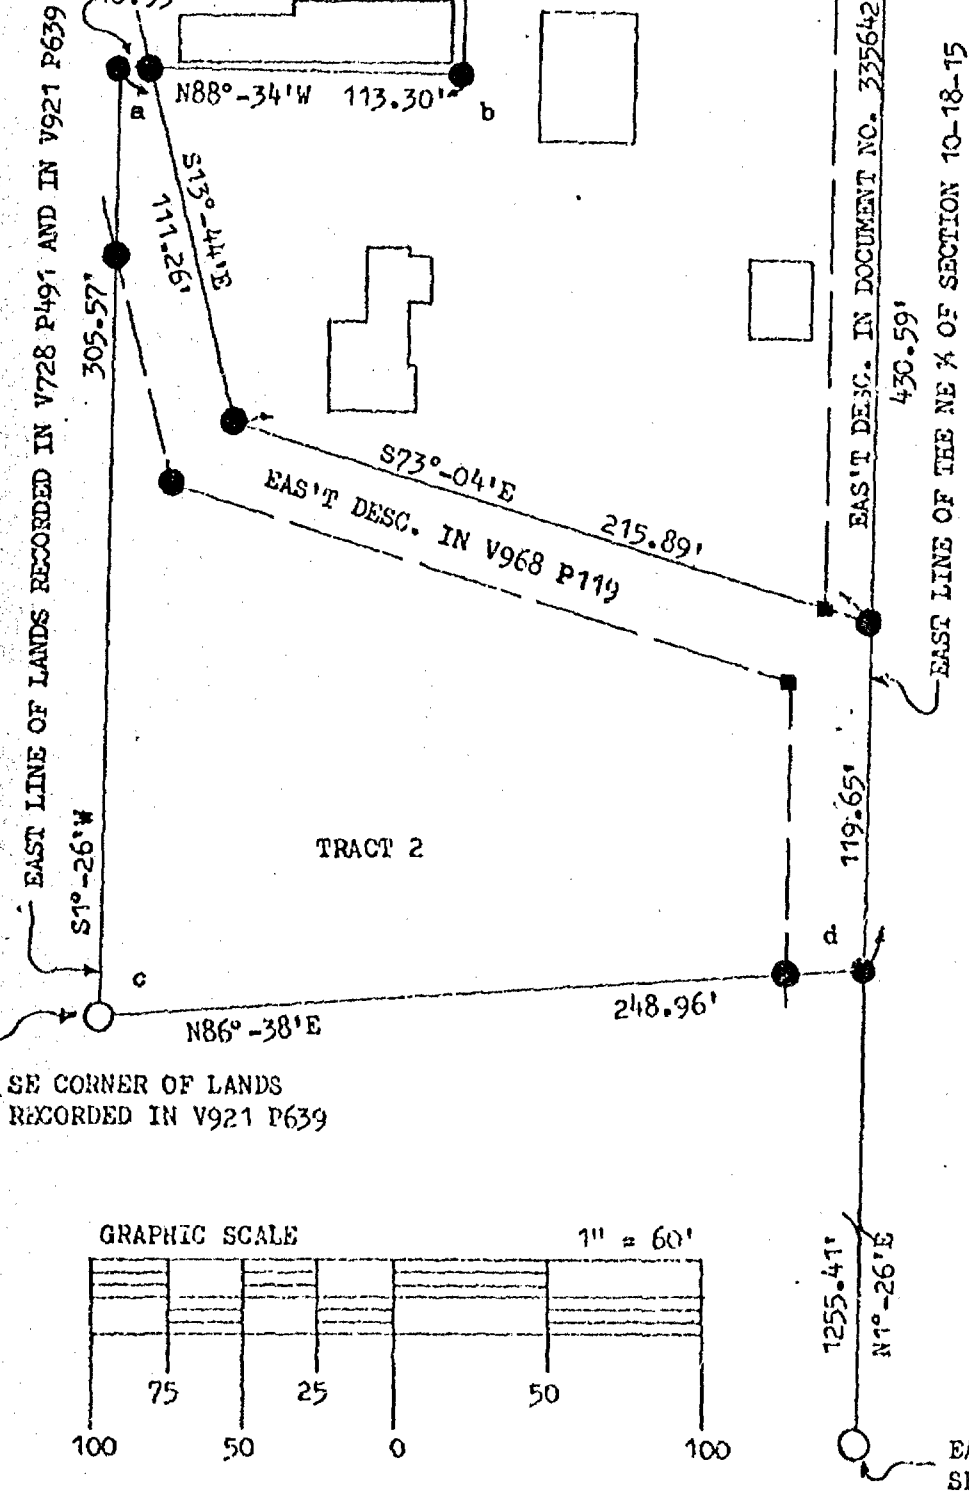 N88°-34'W 113.30'
a
b
S13°-44'E
111.26'
305.57'
EAST LINE OF LANDS RECORDED IN V728 P491 AND IN V921 P639
EAS'T DESC. IN DOCUMENT NO. 335642
EAST LINE OF THE NE ¼ OF SECTION 10-18-15
430.59'
S73°-04'E
215.89'
EAS'T DESC. IN V968 P119
119.65'
TRACT 2
S1°-26'W
c
d
N86°-38'E
248.96'
SE CORNER OF LANDS
RECORDED IN V921 P639
GRAPHIC SCALE 1" = 60'
75 25 50
100 50 0 100
1255.41'
N1°-26'E